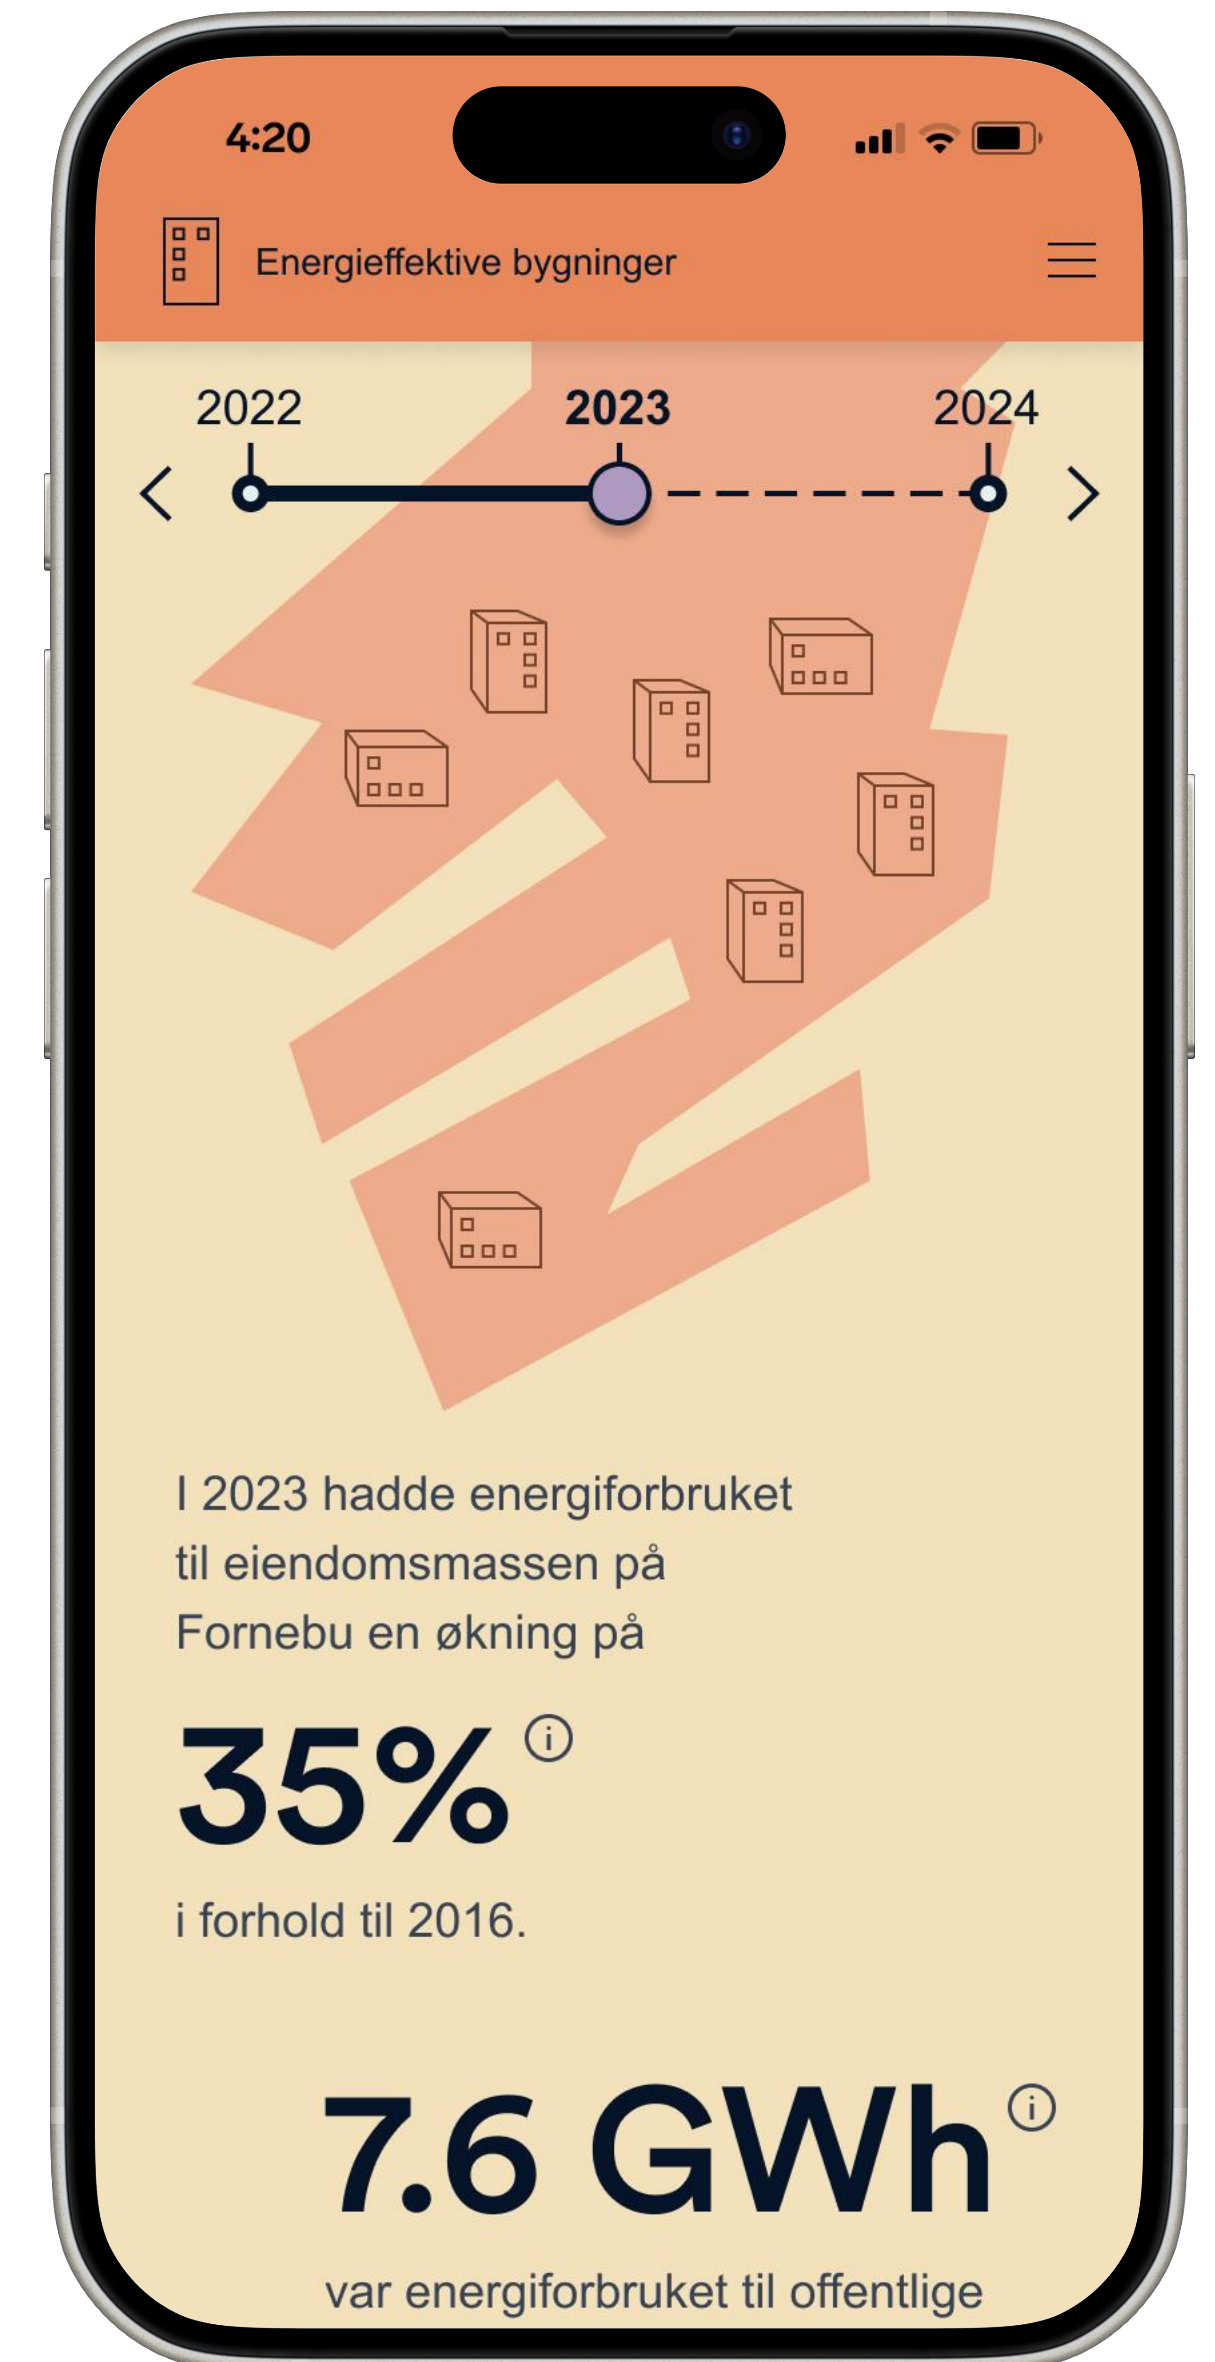 4:20
Energieffektive bygninger
2022 2023 2024
I 2023 hadde energiforbruket
til eiendomsmassen på
Fornebu en økning på
35% i
i forhold til 2016.
7.6 GWh i
var energiforbruket til offentlige